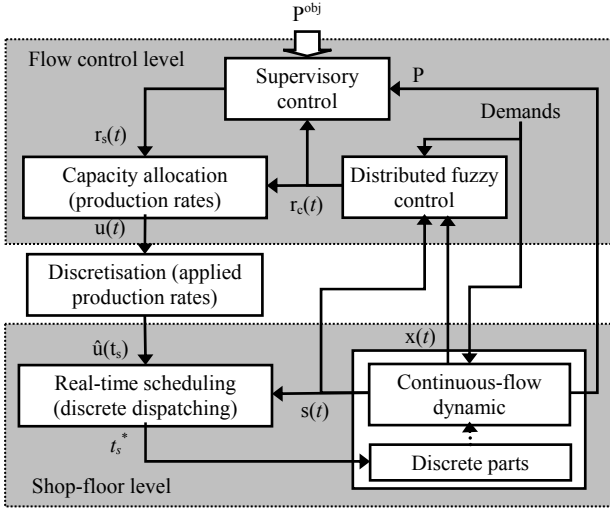 P^obj
Flow control level
Supervisory
control
P
Demands
r_s(t)
Capacity allocation
(production rates)
Distributed fuzzy
control
r_c(t)
u(t)
Discretisation (applied
production rates)
û(t_s)
x(t)
Real-time scheduling
(discrete dispatching)
s(t)
Continuous-flow
dynamic
t_s^*
Discrete parts
Shop-floor level